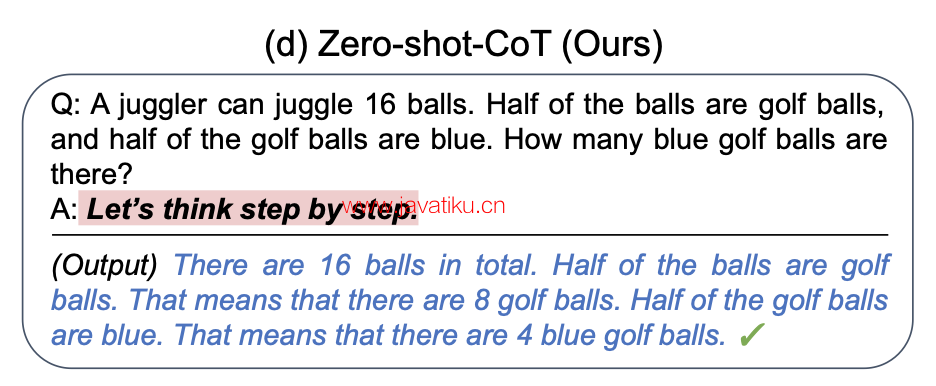 (d) Zero-shot-CoT (Ours)
Q: A juggler can juggle 16 balls. Half of the balls are golf balls,
and half of the golf balls are blue. How many blue golf balls are
there?
A: Let's think step by step.
www.javatiku.cn
(Output) There are 16 balls in total. Half of the balls are golf
balls. That means that there are 8 golf balls. Half of the golf balls
are blue. That means that there are 4 blue golf balls. ✓